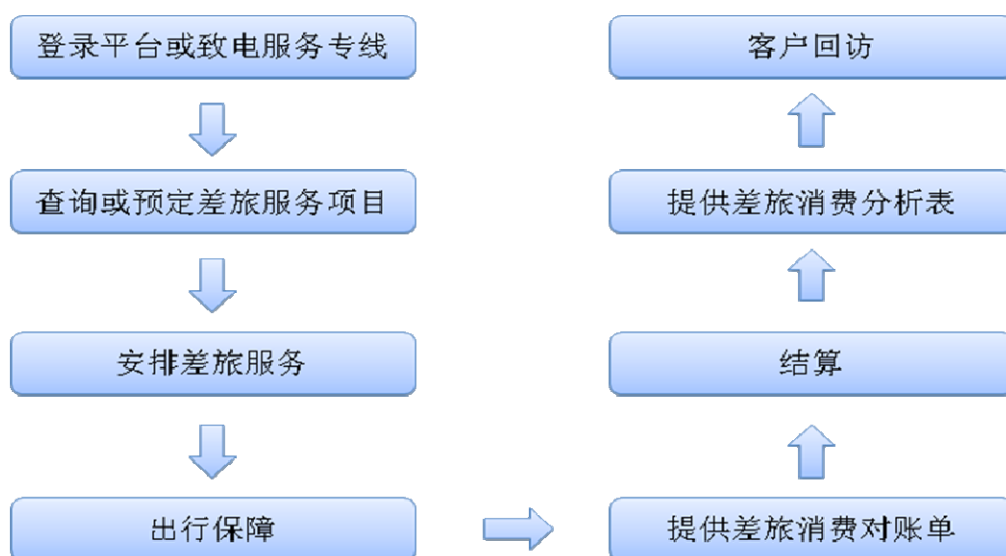 登录平台或致电服务专线
查询或预定差旅服务项目
安排差旅服务
出行保障
提供差旅消费对账单
结算
提供差旅消费分析表
客户回访